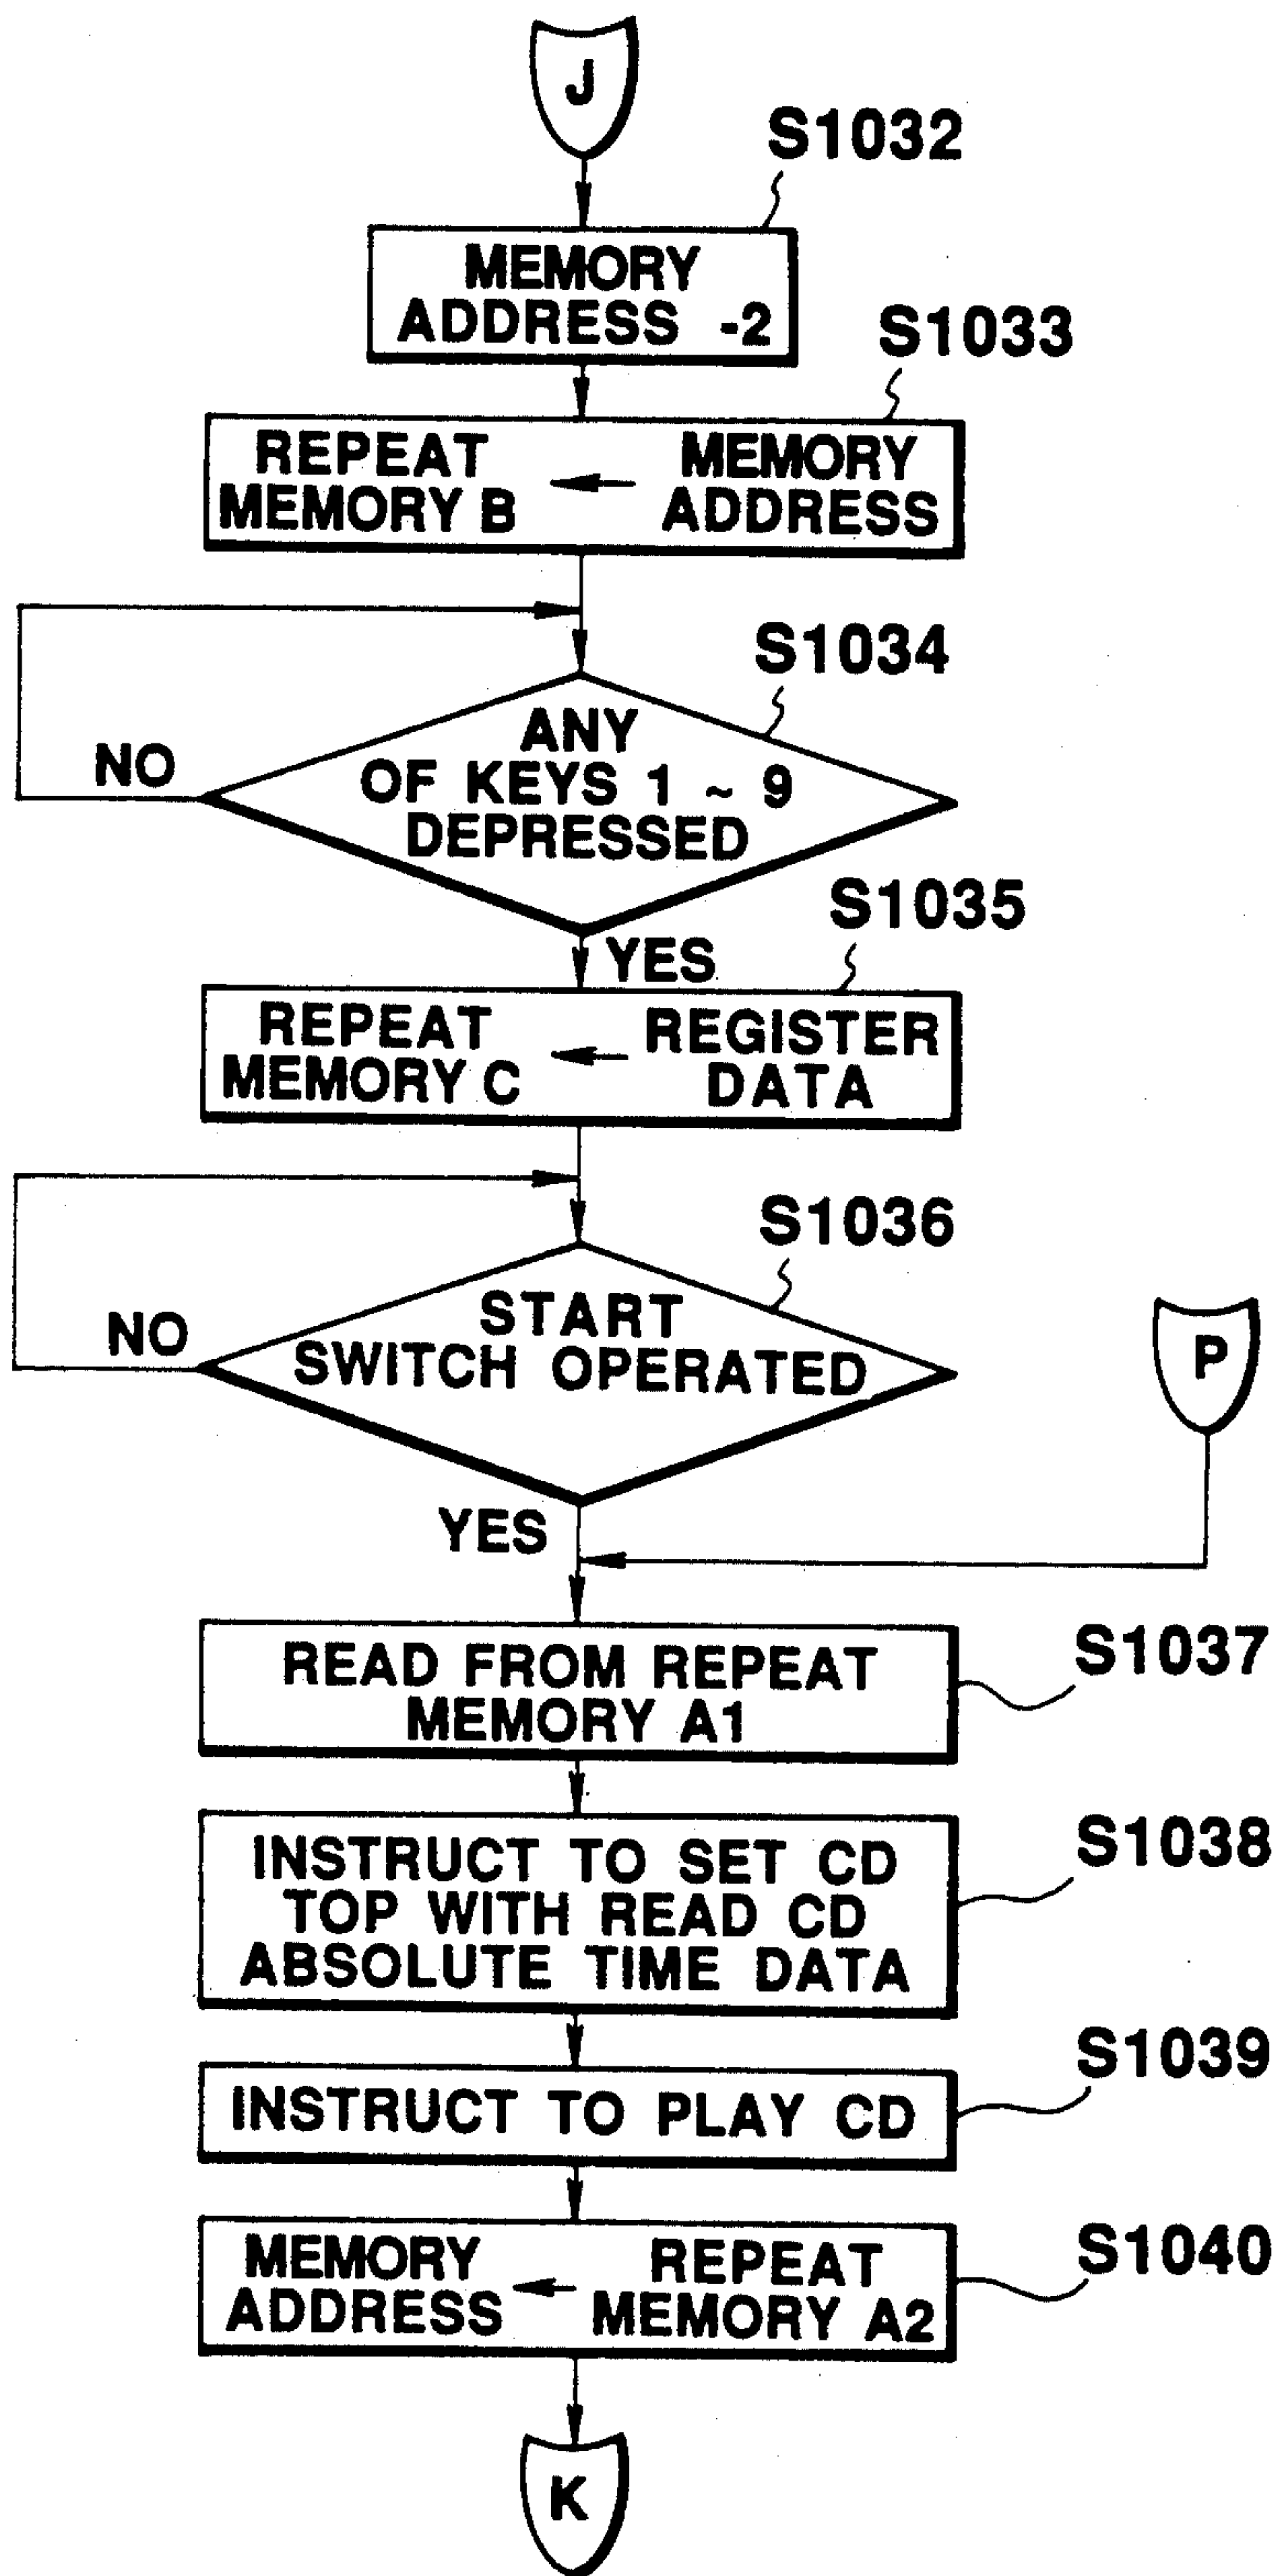 J
S1032
MEMORY
ADDRESS -2
S1033
REPEAT ← MEMORY
MEMORY B ADDRESS
S1034
ANY
OF KEYS 1 ~ 9
DEPRESSED
NO
YES
S1035
REPEAT ← REGISTER
MEMORY C DATA
S1036
START
SWITCH OPERATED
NO
P
YES
READ FROM REPEAT
MEMORY A1
S1037
INSTRUCT TO SET CD
TOP WITH READ CD
ABSOLUTE TIME DATA
S1038
INSTRUCT TO PLAY CD
S1039
MEMORY ← REPEAT
ADDRESS MEMORY A2
S1040
K